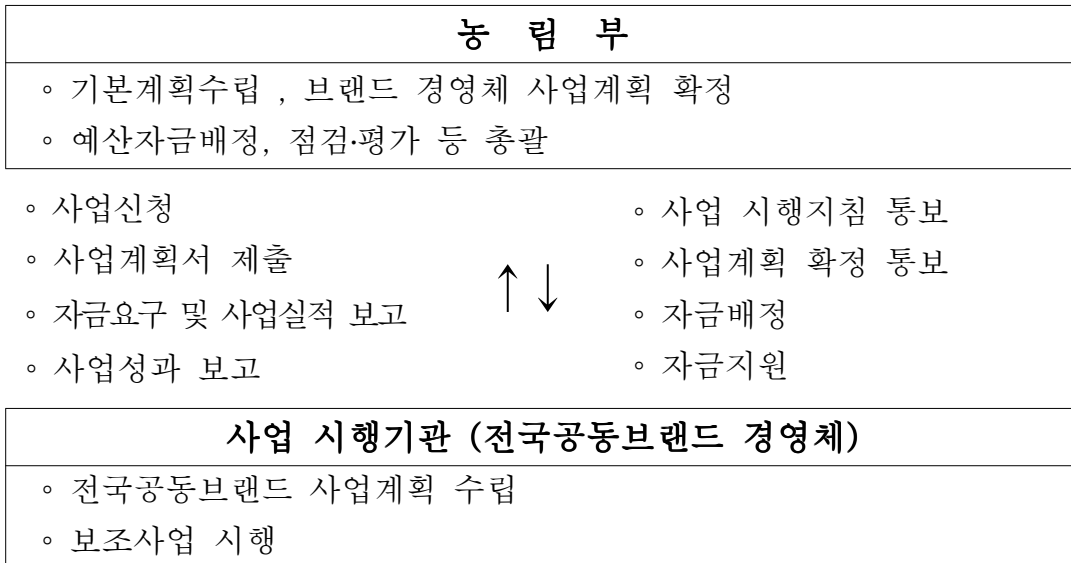 농 림 부
◦ 기본계획수립 , 브랜드 경영체 사업계획 확정
◦ 예산자금배정, 점검·평가 등 총괄
◦ 사업신청
◦ 사업계획서 제출
◦ 자금요구 및 사업실적 보고
◦ 사업성과 보고
↑↓
◦ 사업 시행지침 통보
◦ 사업계획 확정 통보
◦ 자금배정
◦ 자금지원
사업 시행기관 (전국공동브랜드 경영체)
◦ 전국공동브랜드 사업계획 수립
◦ 보조사업 시행